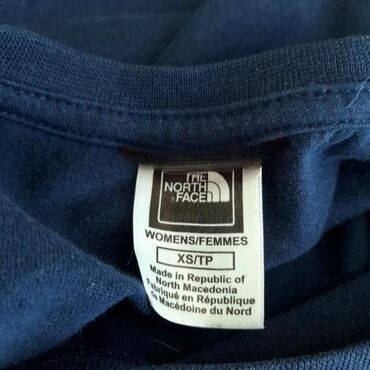 THE
NORTH
FACE
WOMENS/FEMMES
XS/TP
Made in Republic of
North Macedonia
Fabriqué en République
de Macédoine du Nord